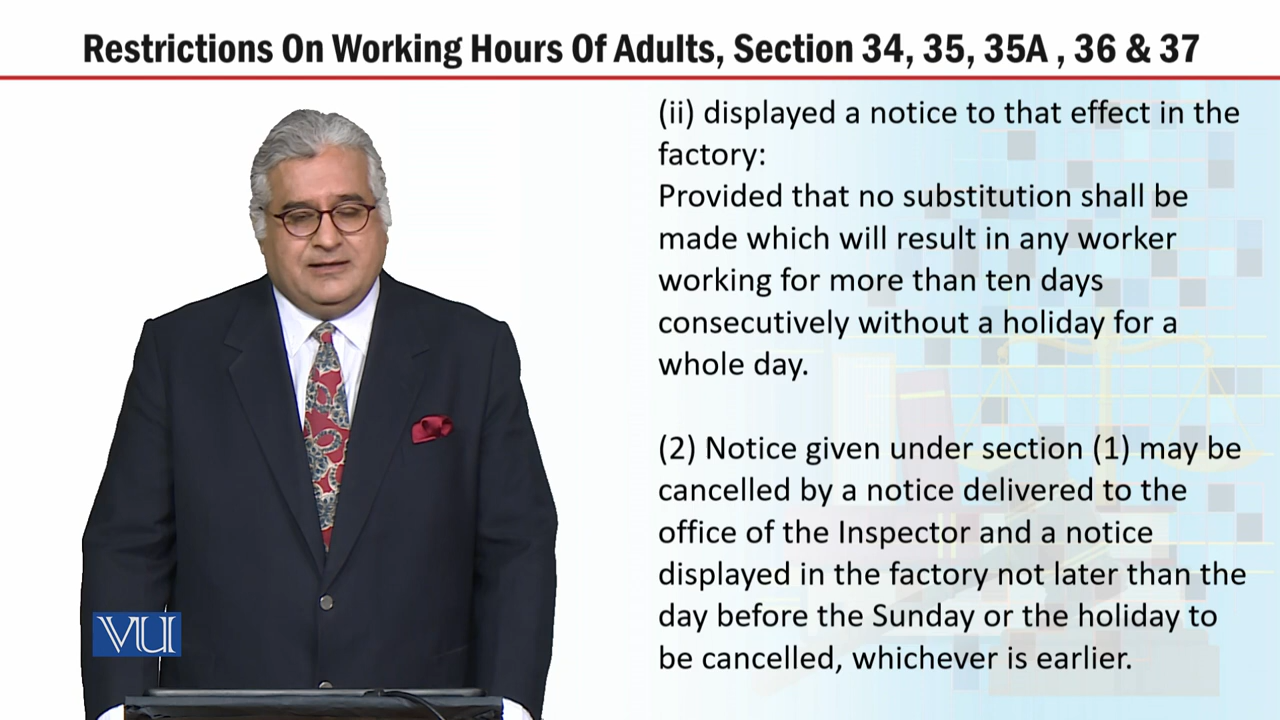 Restrictions On Working Hours Of Adults, Section 34, 35, 35A , 36 & 37
(ii) displayed a notice to that effect in the
factory:
Provided that no substitution shall be
made which will result in any worker
working for more than ten days
consecutively without a holiday for a
whole day.
(2) Notice given under section (1) may be
cancelled by a notice delivered to the
office of the Inspector and a notice
displayed in the factory not later than the
day before the Sunday or the holiday to
be cancelled, whichever is earlier.
VU